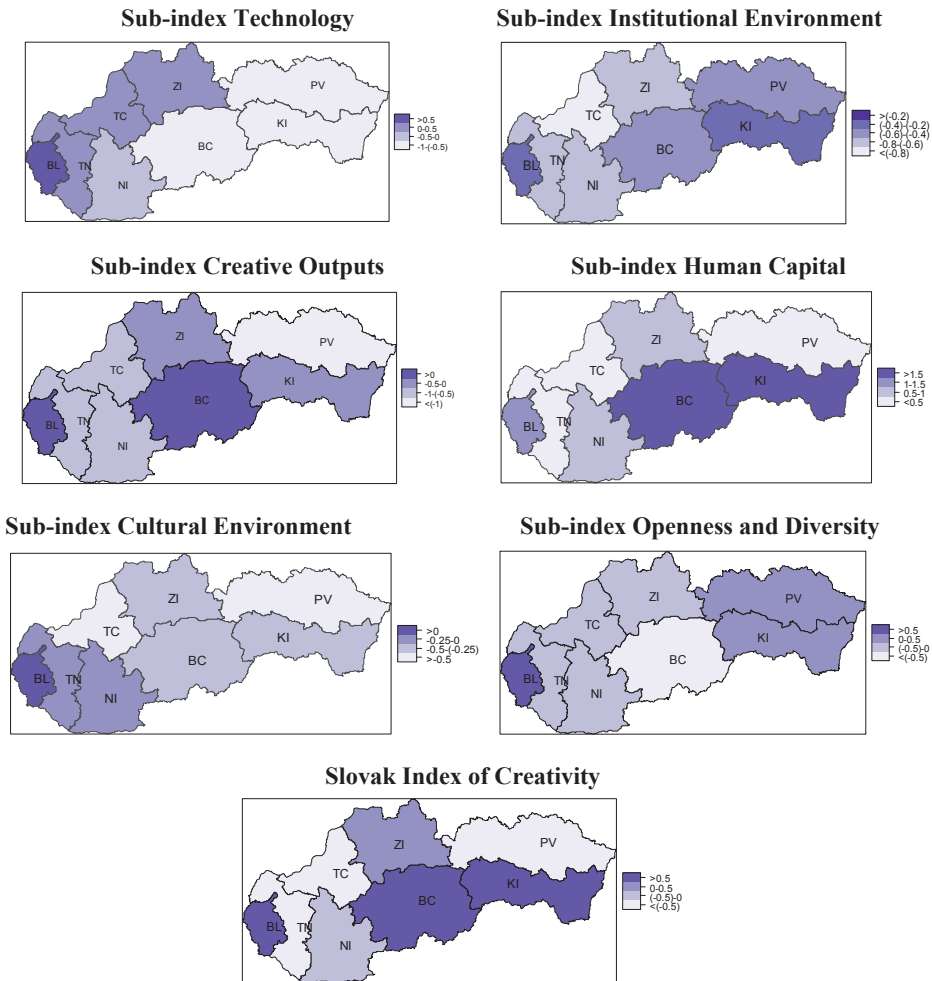 Sub-index Technology
ZI
PV
TC
KI
BC
BL
TN
NI
>0.5
0-0.5
-0.5-0
-1-(-0.5)
Sub-index Institutional Environment
ZI
PV
TC
KI
BC
BL
TN
NI
>(-0.2)
(-0.4)-(-0.2)
(-0.6)-(-0.4)
-0.8-(-0.6)
<(-0.8)
Sub-index Creative Outputs
ZI
PV
TC
KI
BC
BL
TN
NI
>0
-0.5-0
-1-(-0.5)
<(-1)
Sub-index Human Capital
ZI
PV
TC
KI
BC
BL
TN
NI
>1.5
1-1.5
0.5-1
<0.5
Sub-index Cultural Environment
ZI
PV
TC
KI
BC
BL
TN
NI
>0
-0.25-0
-0.5-(-0.25)
>-0.5
Sub-index Openness and Diversity
ZI
PV
TC
KI
BC
BL
TN
NI
>0.5
0-0.5
(-0.5)-0
<(-0.5)
Slovak Index of Creativity
ZI
PV
TC
KI
BC
BL
TN
NI
>0.5
0-0.5
(-0.5)-0
<(-0.5)